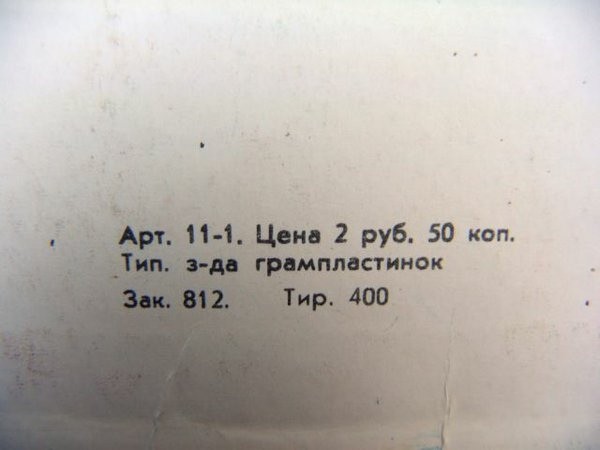 Арт. 11-1. Цена 2 руб. 50 коп.
Тип. з-да грампластинок
Зак. 812. Тир. 400